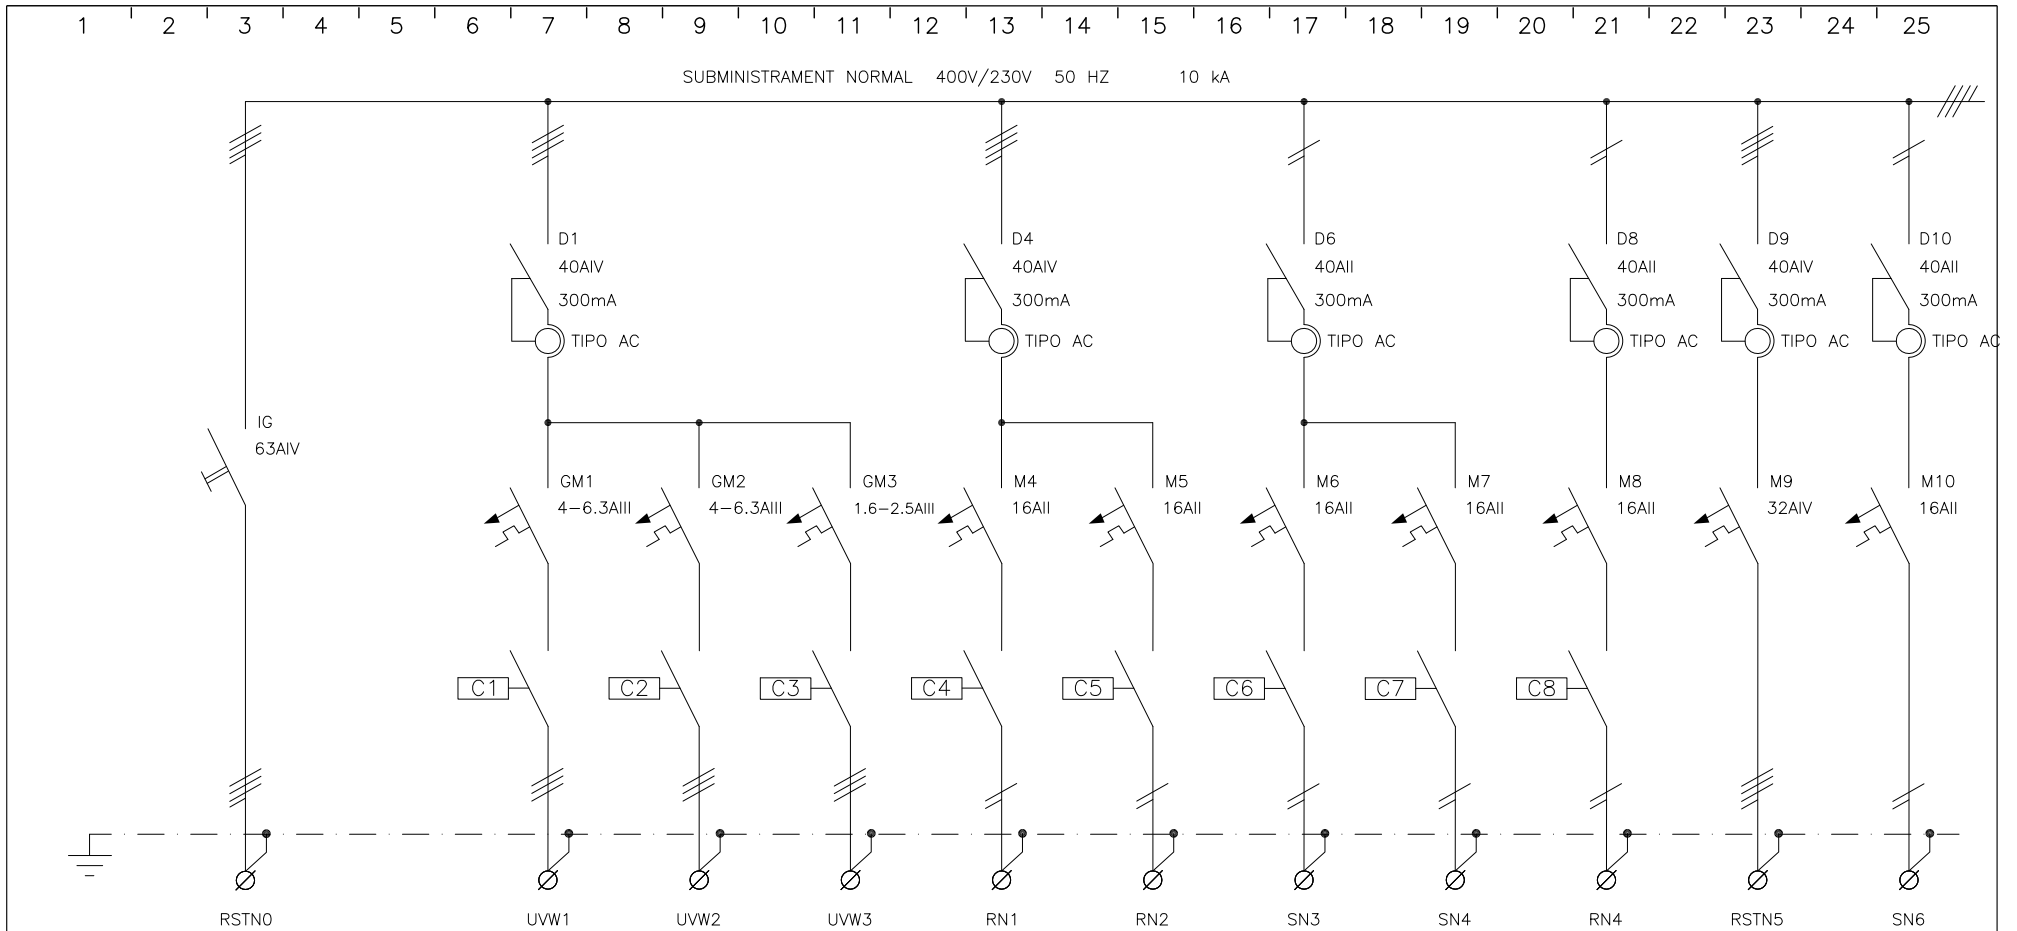 1 2 3 4 5 6 7 8 9 10 11 12 13 14 15 16 17 18 19 20 21 22 23 24 25
SUBMINISTRAMENT NORMAL 400V/230V 50 HZ 10 kA
D1 D4 D6 D8 D9 D10
40AIV 40AIV 40AII 40AII 40AIV 40AII
300mA 300mA 300mA 300mA 300mA 300mA
TIPO AC TIPO AC TIPO AC TIPO AC TIPO AC TIPO AC
IG
63AIV
GM1 GM2 GM3 M4 M5 M6 M7 M8 M9 M10
4-6.3AIII 4-6.3AIII 1.6-2.5AIII 16AII 16AII 16AII 16AII 16AII 32AIV 16AII
C1 C2 C3 C4 C5 C6 C7 C8
RSTN0 UVW1 UVW2 UVW3 RN1 RN2 SN3 SN4 RN4 RSTN5 SN6